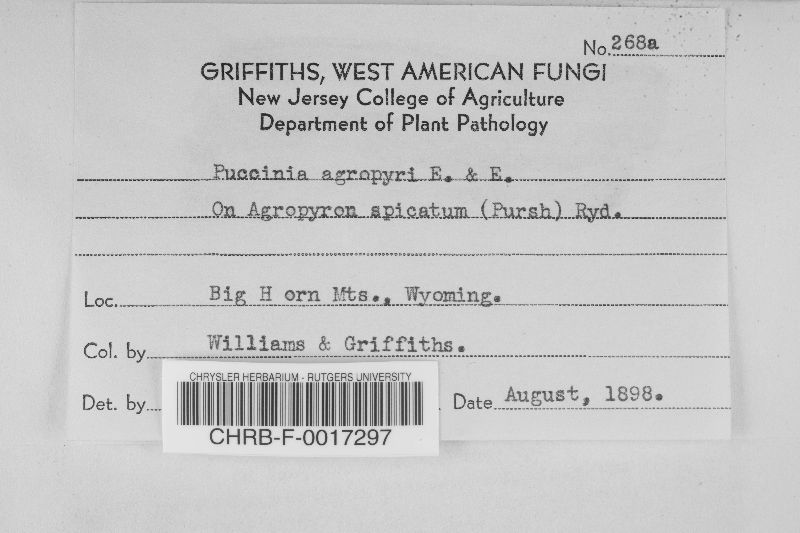 No. 268a
GRIFFITHS, WEST AMERICAN FUNGI
New Jersey College of Agriculture
Department of Plant Pathology
Puccinia agropyri E. & E.
On Agropyron spicatum (Pursh) Ryd.
Loc. Big H orn Mts., Wyoming.
Col. by Williams & Griffiths.
Det. by Date August, 1898.
CHRYSLER HERBARIUM - RUTGERS UNIVERSITY
CHRB-F-0017297